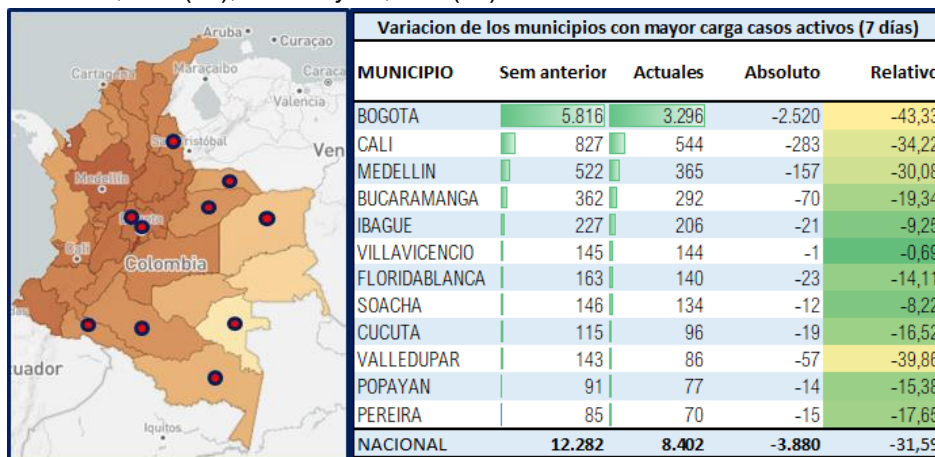 Aruba
Curaçao
Cartagena
Maracaibo
Caraca
Valencia
San Cristóbal
Ven
Medellín
Bogota
Cali
Colombia
uador
Iquitos
Variacion de los municipios con mayor carga casos activos (7 días)
MUNICIPIO Sem anterior Actuales Absoluto Relativo
BOGOTA 5.816 3.296 -2.520 -43,33
CALI 827 544 -283 -34,22
MEDELLIN 522 365 -157 -30,08
BUCARAMANGA 362 292 -70 -19,34
IBAGUE 227 206 -21 -9,25
VILLAVICENCIO 145 144 -1 -0,69
FLORIDABLANCA 163 140 -23 -14,11
SOACHA 146 134 -12 -8,22
CUCUTA 115 96 -19 -16,52
VALLEDUPAR 143 86 -57 -39,86
POPAYAN 91 77 -14 -15,38
PEREIRA 85 70 -15 -17,65
NACIONAL 12.282 8.402 -3.880 -31,59